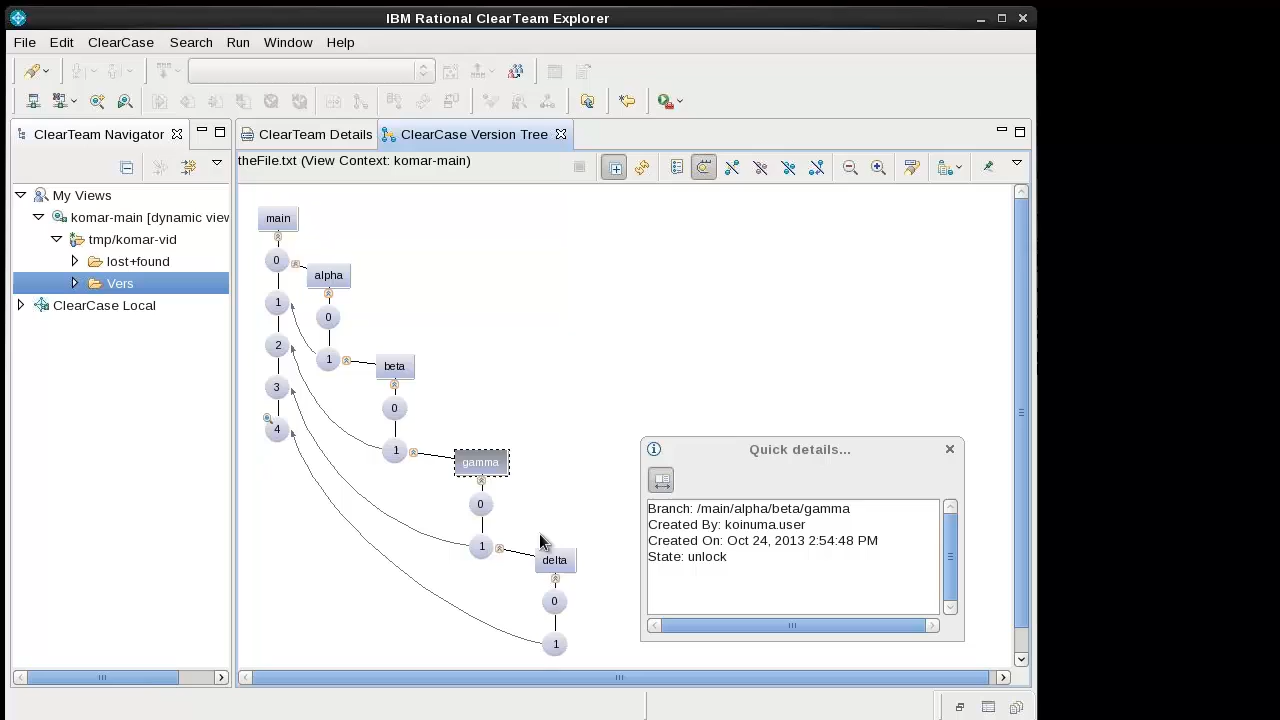 IBM Rational ClearTeam Explorer
File Edit ClearCase Search Run Window Help
ClearTeam Navigator
ClearTeam Details
ClearCase Version Tree
theFile.txt (View Context: komar-main)
My Views
komar-main [dynamic view
tmp/komar-vid
lost+found
Vers
ClearCase Local
main
0
alpha
1
0
2
1
beta
3
0
4
1
gamma
0
1
delta
0
1
Quick details...
Branch: /main/alpha/beta/gamma
Created By: koinuma.user
Created On: Oct 24, 2013 2:54:48 PM
State: unlock